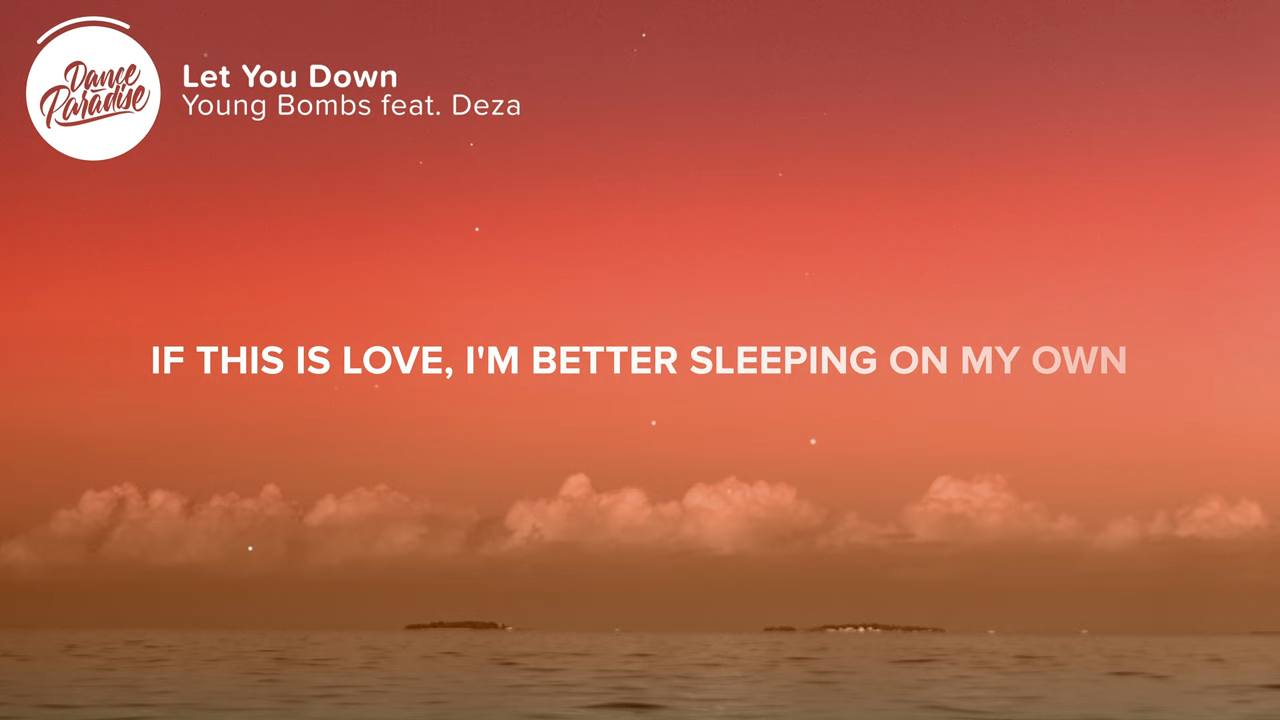 Dance
Paradise
Let You Down
Young Bombs feat. Deza
IF THIS IS LOVE, I'M BETTER SLEEPING ON MY OWN